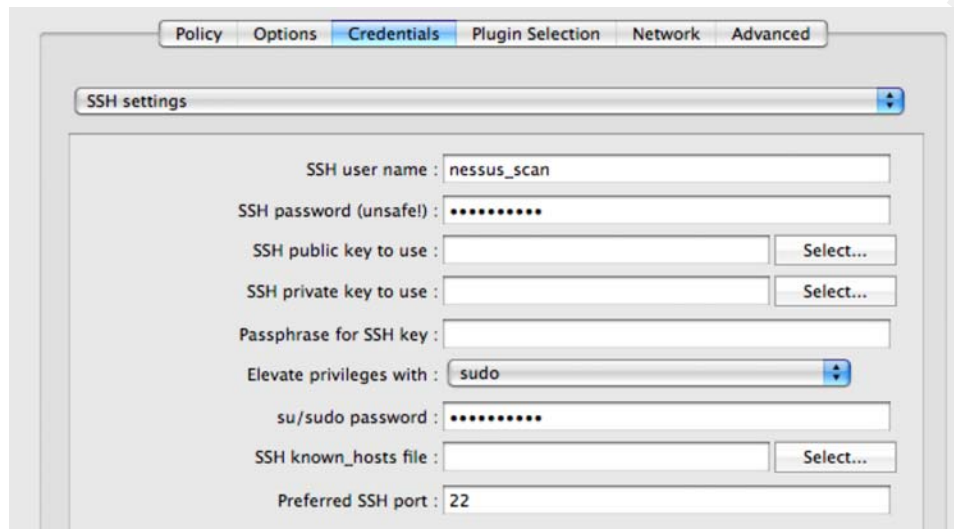 Policy Options Credentials Plugin Selection Network Advanced
SSH settings
SSH user name : nessus_scan
SSH password (unsafe!) : ••••••••••
SSH public key to use : Select...
SSH private key to use : Select...
Passphrase for SSH key :
Elevate privileges with : sudo
su/sudo password : ••••••••••
SSH known_hosts file : Select...
Preferred SSH port : 22